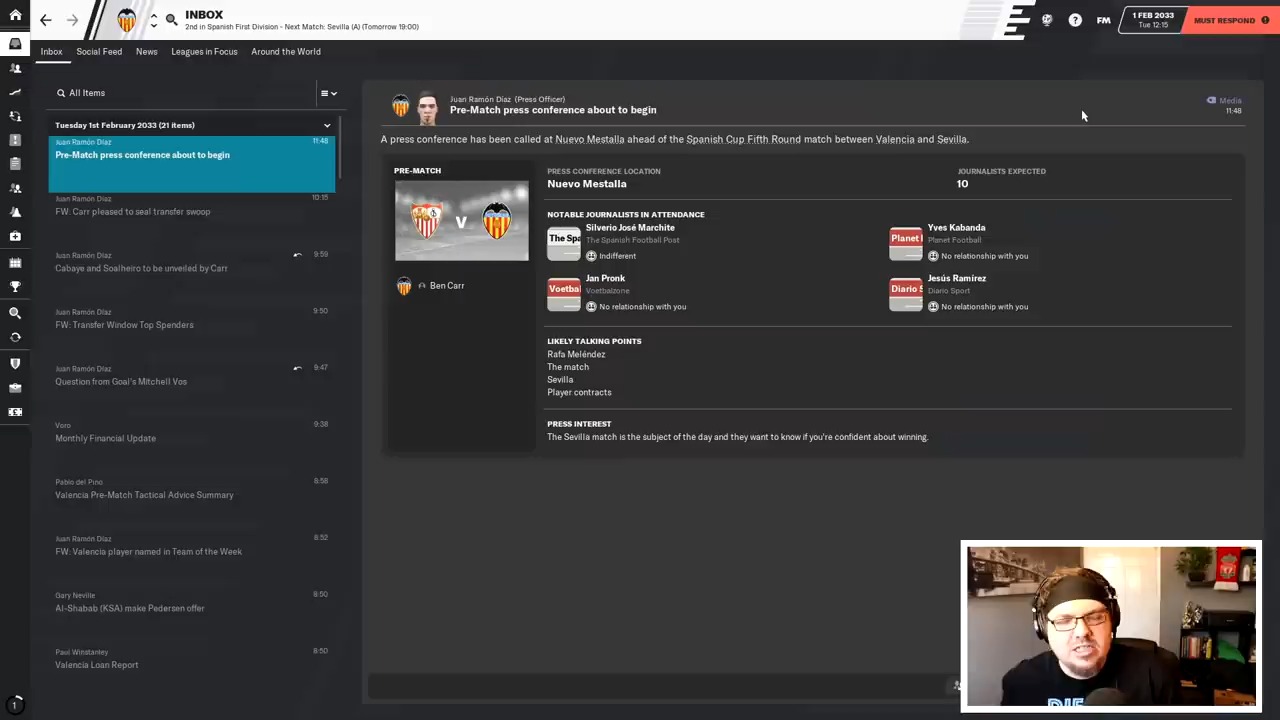 INBOX
2nd in Spanish First Division - Next Match: Sevilla (A) (Tomorrow 19:00)
FM
1 FEB 2033
Tue 12:15
MUST RESPOND
Inbox
Social Feed
News
Leagues in Focus
Around the World
All Items
Tuesday 1st February 2033 (21 items)
Juan Ramón Díaz
11:48
Pre-Match press conference about to begin
Juan Ramón Díaz
10:15
FW: Carr pleased to seal transfer swoop
Juan Ramón Díaz
9:59
Cabaye and Soalheiro to be unveiled by Carr
Juan Ramón Díaz
9:50
FW: Transfer Window Top Spenders
Juan Ramón Díaz
9:47
Question from Goal's Mitchell Vos
Voro
9:38
Monthly Financial Update
Pablo del Pino
8:58
Valencia Pre-Match Tactical Advice Summary
Juan Ramón Díaz
8:52
FW: Valencia player named in Team of the Week
Gary Neville
8:50
Al-Shabab (KSA) make Pedersen offer
Paul Winstanley
8:50
Valencia Loan Report
Juan Ramón Díaz (Press Officer)
Pre-Match press conference about to begin
Media
11:48
A press conference has been called at Nuevo Mestalla ahead of the Spanish Cup Fifth Round match between Valencia and Sevilla.
PRE-MATCH
V
Ben Carr
PRESS CONFERENCE LOCATION
Nuevo Mestalla
JOURNALISTS EXPECTED
10
NOTABLE JOURNALISTS IN ATTENDANCE
The Spa
Silverio José Marchite
The Spanish Football Post
Indifferent
Planet F
Yves Kabanda
Planet Football
No relationship with you
Voetbal
Jan Pronk
Voetbalzone
No relationship with you
Diario S
Jesús Ramírez
Diario Sport
No relationship with you
LIKELY TALKING POINTS
Rafa Meléndez
The match
Sevilla
Player contracts
PRESS INTEREST
The Sevilla match is the subject of the day and they want to know if you're confident about winning.
1